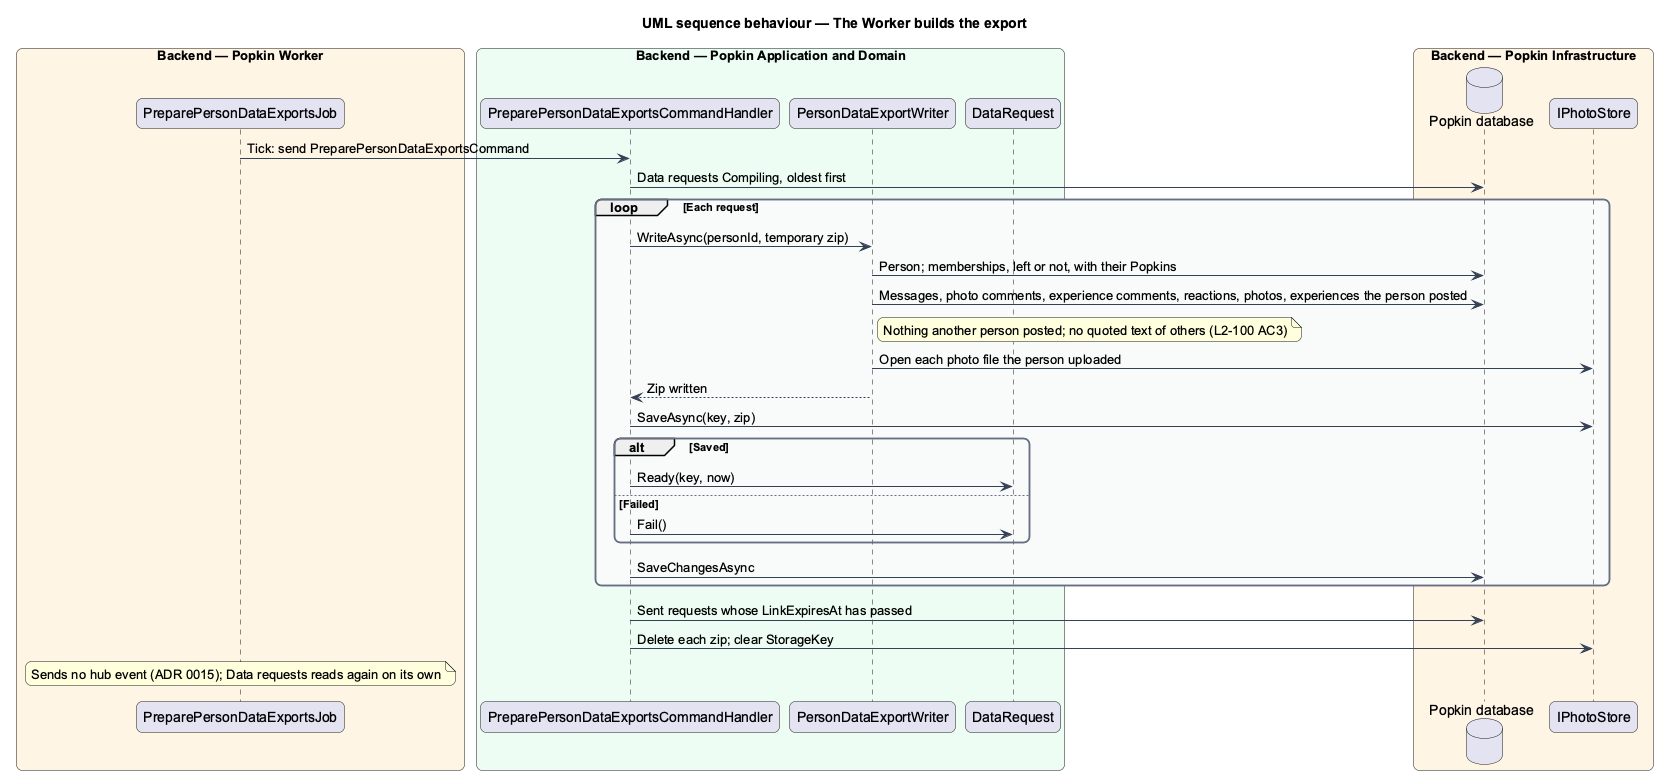 UML sequence behaviour — The Worker builds the export
Backend — Popkin Worker
Backend — Popkin Application and Domain
Backend — Popkin Infrastructure
PreparePersonDataExportsJob
PreparePersonDataExportsCommandHandler
PersonDataExportWriter
DataRequest
Popkin database
IPhotoStore
Tick: send PreparePersonDataExportsCommand
Data requests Compiling, oldest first
loop
[Each request]
WriteAsync(personId, temporary zip)
Person; memberships, left or not, with their Popkins
Messages, photo comments, experience comments, reactions, photos, experiences the person posted
Nothing another person posted; no quoted text of others (L2-100 AC3)
Open each photo file the person uploaded
Zip written
SaveAsync(key, zip)
alt
[Saved]
Ready(key, now)
[Failed]
Fail()
SaveChangesAsync
Sent requests whose LinkExpiresAt has passed
Delete each zip; clear StorageKey
Sends no hub event (ADR 0015); Data requests reads again on its own
PreparePersonDataExportsJob
PreparePersonDataExportsCommandHandler
PersonDataExportWriter
DataRequest
Popkin database
IPhotoStore